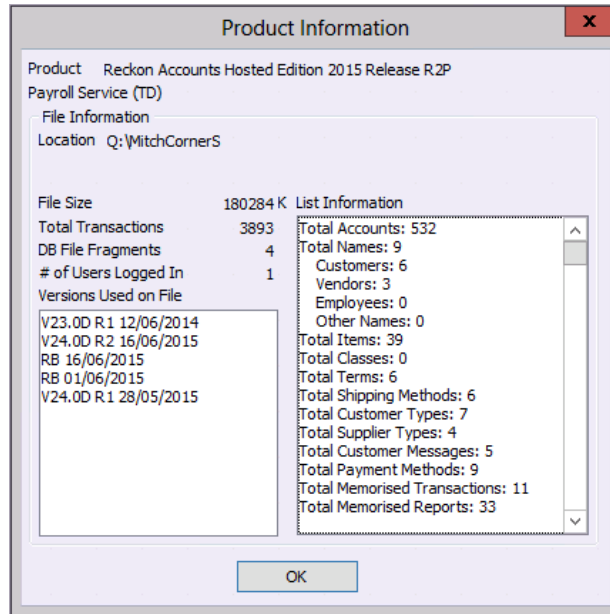 Product Information
x
Product Reckon Accounts Hosted Edition 2015 Release R2P
Payroll Service (TD)
File Information
Location Q:\MitchCornerS
File Size 180284 K
Total Transactions 3893
DB File Fragments 4
# of Users Logged In 1
Versions Used on File
V23.0D R1 12/06/2014
V24.0D R2 16/06/2015
RB 16/06/2015
RB 01/06/2015
V24.0D R1 28/05/2015
List Information
Total Accounts: 532
Total Names: 9
Customers: 6
Vendors: 3
Employees: 0
Other Names: 0
Total Items: 39
Total Classes: 0
Total Terms: 6
Total Shipping Methods: 6
Total Customer Types: 7
Total Supplier Types: 4
Total Customer Messages: 5
Total Payment Methods: 9
Total Memorised Transactions: 11
Total Memorised Reports: 33
OK